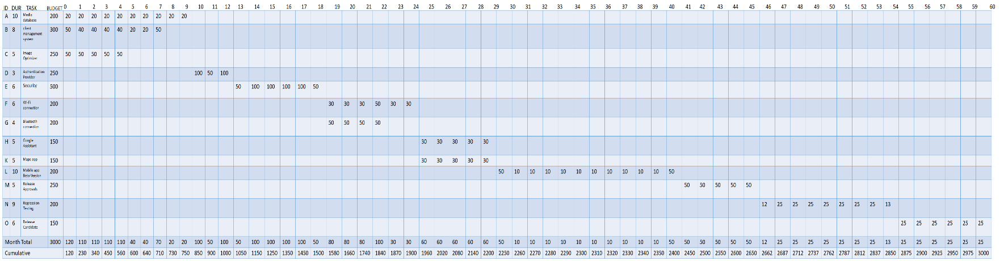 ID DUR TASK BUDGET 0 1 2 3 4 5 6 7 8 9 10 11 12 13 14 15 16 17 18 19 20 21 22 23 24 25 26 27 28 29 30 31 32 33 34 35 36 37 38 39 40 41 42 43 44 45 46 47 48 49 50 51 52 53 54 55 56 57 58 59 60
A 10 Media 200 20 20 20 20 20 20 20 20 20 20
database
B 8 client 300 50 40 40 40 40 20 20 50
management
system
C 5 Image 250 50 50 50 50 50
Optimizer
D 3 Authentication 250 100 50 100
Provider
E 6 Security 500 50 100 100 100 100 50
F 6 Wi-Fi 200 30 30 30 50 30 30
connection
G 4 Bluetooth 200 50 50 50 50
connection
H 5 Google 150 30 30 30 30 30
Assistant
K 5 Maps app 150 30 30 30 30 30
L 10 Mobile app 200 50 10 10 10 10 10 10 10 10 10 10 50
Beta Version
M 5 Release 250 50 50 50 50 50
Approvals
N 9 Regression 200 12 25 25 25 25 25 25 25 13
Testing
O 6 Release 150 25 25 25 25 25 25
Candidate
Month Total 3000 120 110 110 110 110 40 40 70 20 20 100 50 100 50 100 100 100 100 50 80 80 80 100 30 30 60 60 60 60 60 50 10 10 10 10 10 10 10 10 10 10 50 50 50 50 50 50 12 25 25 25 25 25 25 25 13 25 25 25 25 25 25
Cumulative 120 230 340 450 560 600 640 710 730 750 850 900 1000 1050 1150 1250 1350 1450 1500 1580 1660 1740 1840 1870 1900 1960 2020 2080 2140 2200 2250 2260 2270 2280 2290 2300 2310 2320 2330 2340 2350 2400 2450 2500 2550 2600 2650 2662 2687 2712 2737 2762 2787 2812 2837 2850 2875 2900 2925 2950 2975 3000